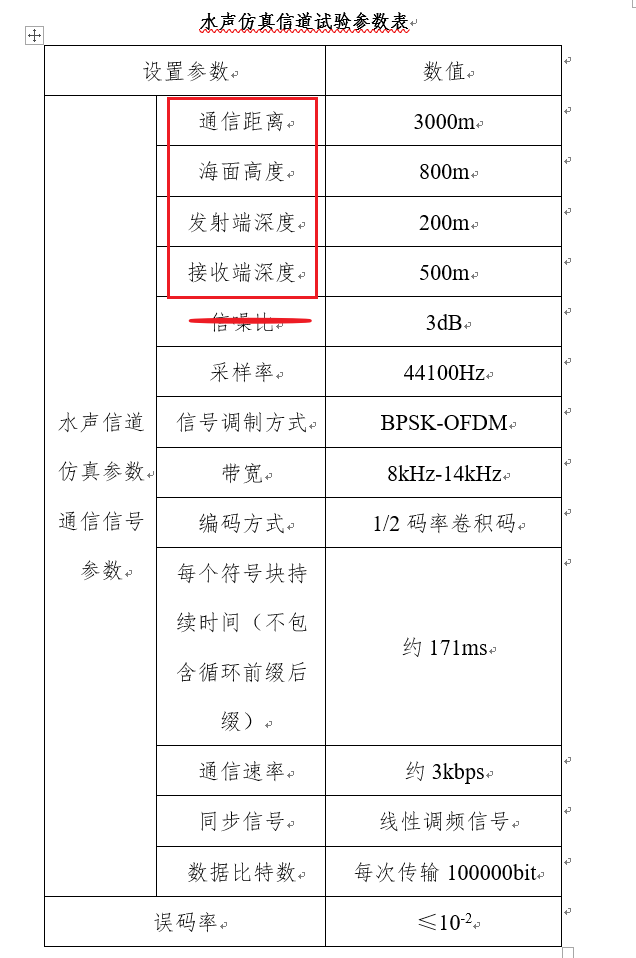 水声仿真信道试验参数表
设置参数
数值
通信距离
3000m
海面高度
800m
发射端深度
200m
接收端深度
500m
信噪比
3dB
采样率
44100Hz
水声信道
仿真参数
通信信号
参数
信号调制方式
BPSK-OFDM
带宽
8kHz-14kHz
编码方式
1/2 码率卷积码
每个符号块持
续时间（不包
含循环前缀后
缀）
约 171ms
通信速率
约 3kbps
同步信号
线性调频信号
数据比特数
每次传输 100000bit
误码率
≤10⁻²